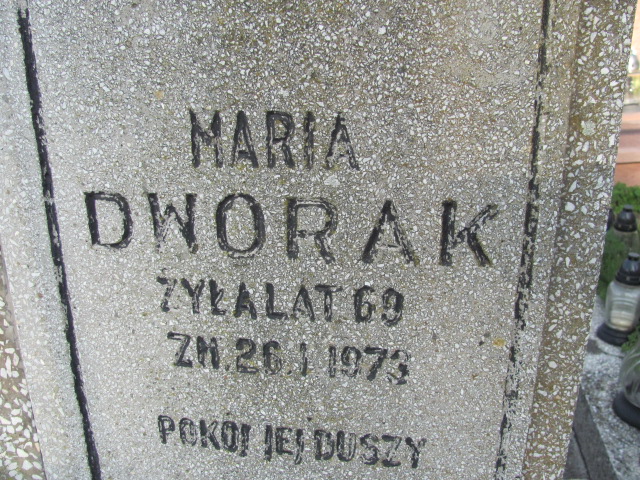 MARIA
DWORAK
ŻYŁA LAT 69
ZM. 26. I 1973
POKÓJ JEJ DUSZY